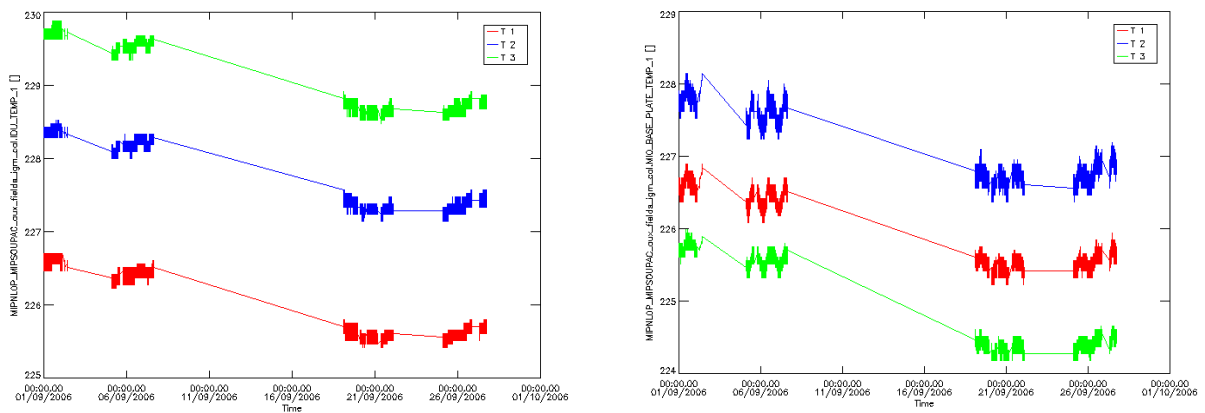 230
229
228
227
226
225
MIPNLOP_MIPSOUPAC_aux_fields_igm_col.IDU_TEMP_1 []
T 1
T 2
T 3
00:00.00 00:00.00 00:00.00 00:00.00 00:00.00 00:00.00 00:00.00
01/09/2006 06/09/2006 11/09/2006 16/09/2006 21/09/2006 26/09/2006 01/10/2006
Time
229
228
227
226
225
224
MIPNLOP_MIPSOUPAC_aux_fields_igm_col.MIO_BASE_PLATE_TEMP_1 []
T 1
T 2
T 3
00:00.00 00:00.00 00:00.00 00:00.00 00:00.00 00:00.00 00:00.00
01/09/2006 06/09/2006 11/09/2006 16/09/2006 21/09/2006 26/09/2006 01/10/2006
Time